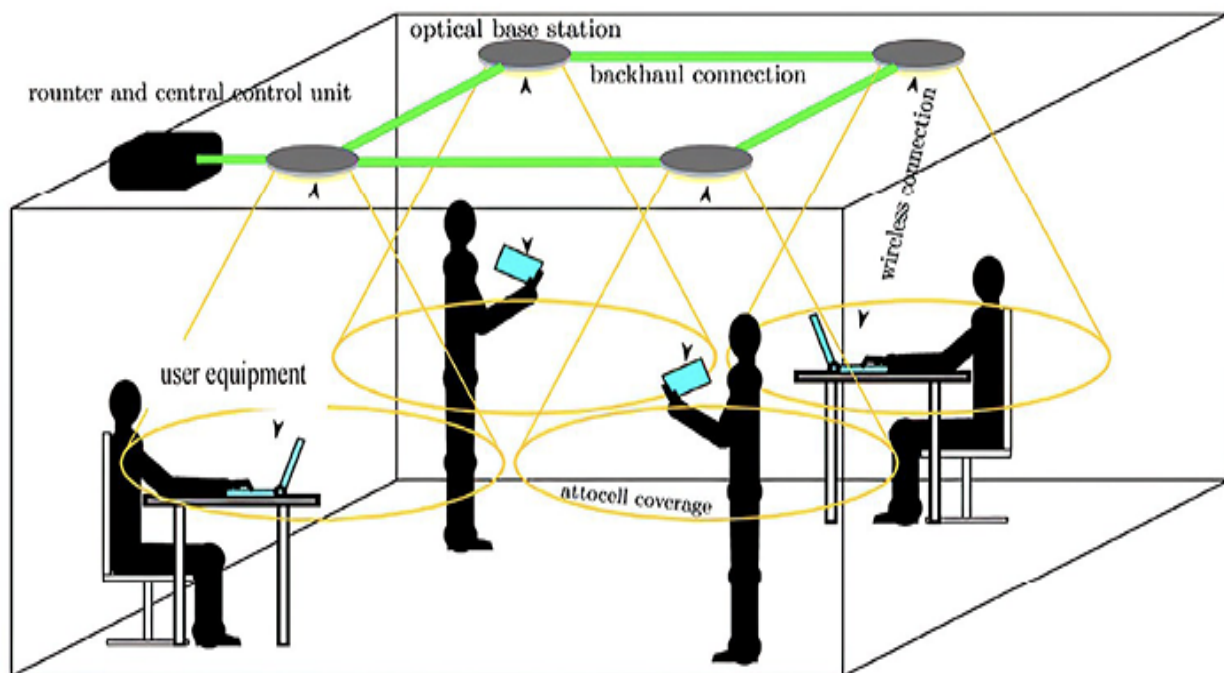 optical base station
backhaul connection
rounter and central control unit
wireless connection
user equipment
attocell coverage